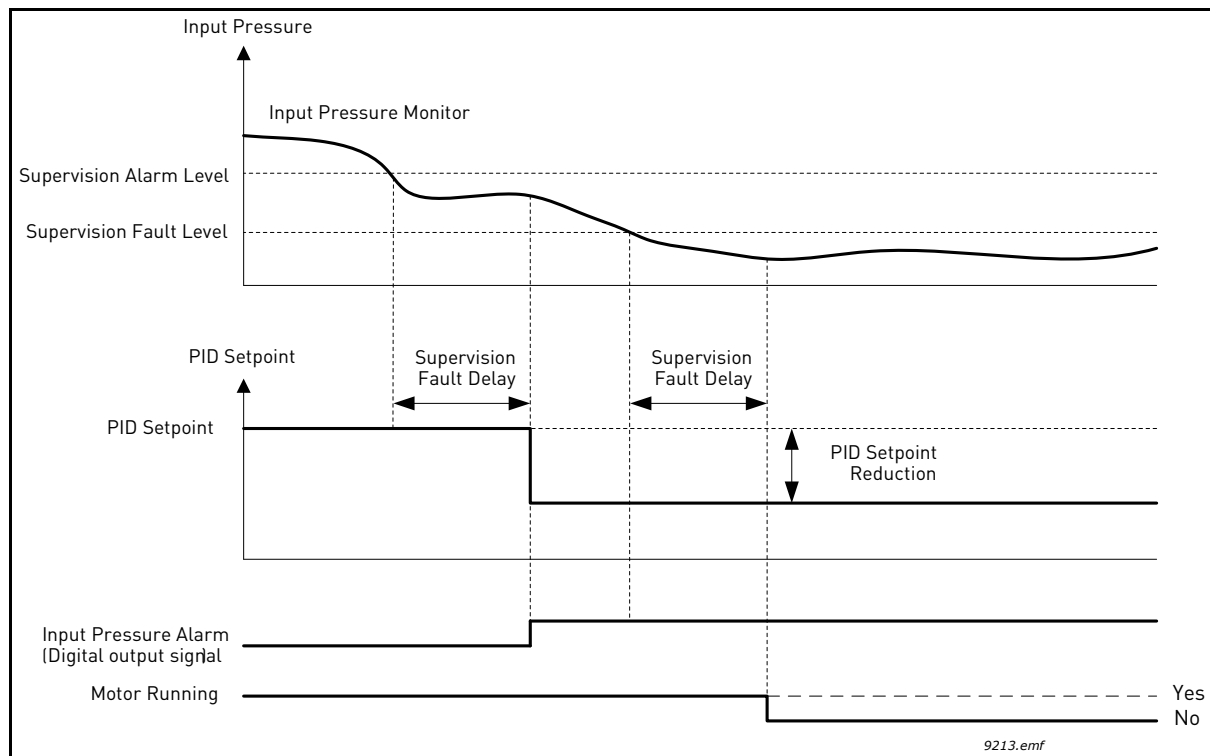 Input Pressure
Input Pressure Monitor
Supervision Alarm Level
Supervision Fault Level
PID Setpoint
Supervision
Fault Delay
Supervision
Fault Delay
PID Setpoint
PID Setpoint
Reduction
Input Pressure Alarm
(Digital output signal)
Motor Running
Yes
No
9213.emf